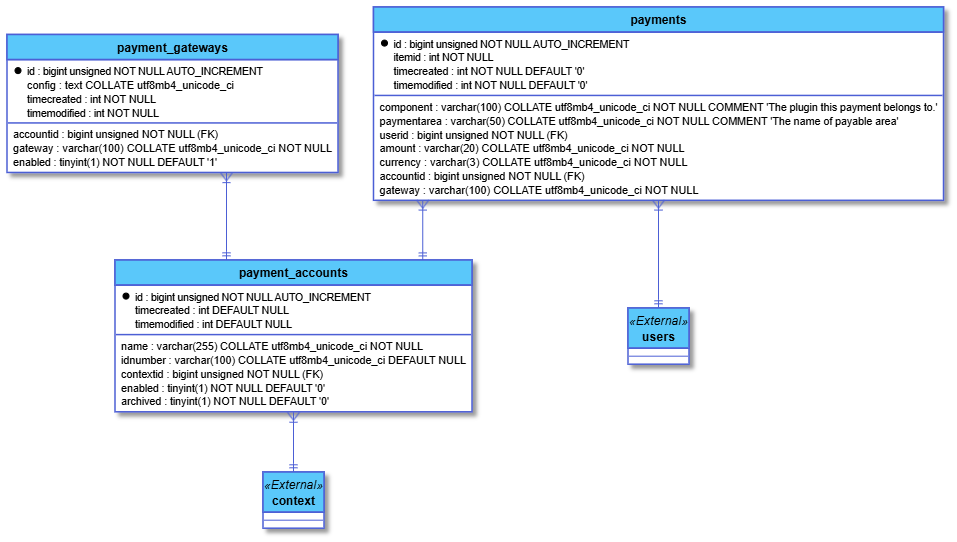 payment_gateways
id : bigint unsigned NOT NULL AUTO_INCREMENT
config : text COLLATE utf8mb4_unicode_ci
timecreated : int NOT NULL
timemodified : int NOT NULL
accountid : bigint unsigned NOT NULL (FK)
gateway : varchar(100) COLLATE utf8mb4_unicode_ci NOT NULL
enabled : tinyint(1) NOT NULL DEFAULT '1'
payments
id : bigint unsigned NOT NULL AUTO_INCREMENT
itemid : int NOT NULL
timecreated : int NOT NULL DEFAULT '0'
timemodified : int NOT NULL DEFAULT '0'
component : varchar(100) COLLATE utf8mb4_unicode_ci NOT NULL COMMENT 'The plugin this payment belongs to.'
paymentarea : varchar(50) COLLATE utf8mb4_unicode_ci NOT NULL COMMENT 'The name of payable area'
userid : bigint unsigned NOT NULL (FK)
amount : varchar(20) COLLATE utf8mb4_unicode_ci NOT NULL
currency : varchar(3) COLLATE utf8mb4_unicode_ci NOT NULL
accountid : bigint unsigned NOT NULL (FK)
gateway : varchar(100) COLLATE utf8mb4_unicode_ci NOT NULL
payment_accounts
id : bigint unsigned NOT NULL AUTO_INCREMENT
timecreated : int DEFAULT NULL
timemodified : int DEFAULT NULL
name : varchar(255) COLLATE utf8mb4_unicode_ci NOT NULL
idnumber : varchar(100) COLLATE utf8mb4_unicode_ci DEFAULT NULL
contextid : bigint unsigned NOT NULL (FK)
enabled : tinyint(1) NOT NULL DEFAULT '0'
archived : tinyint(1) NOT NULL DEFAULT '0'
«External»
users
«External»
context